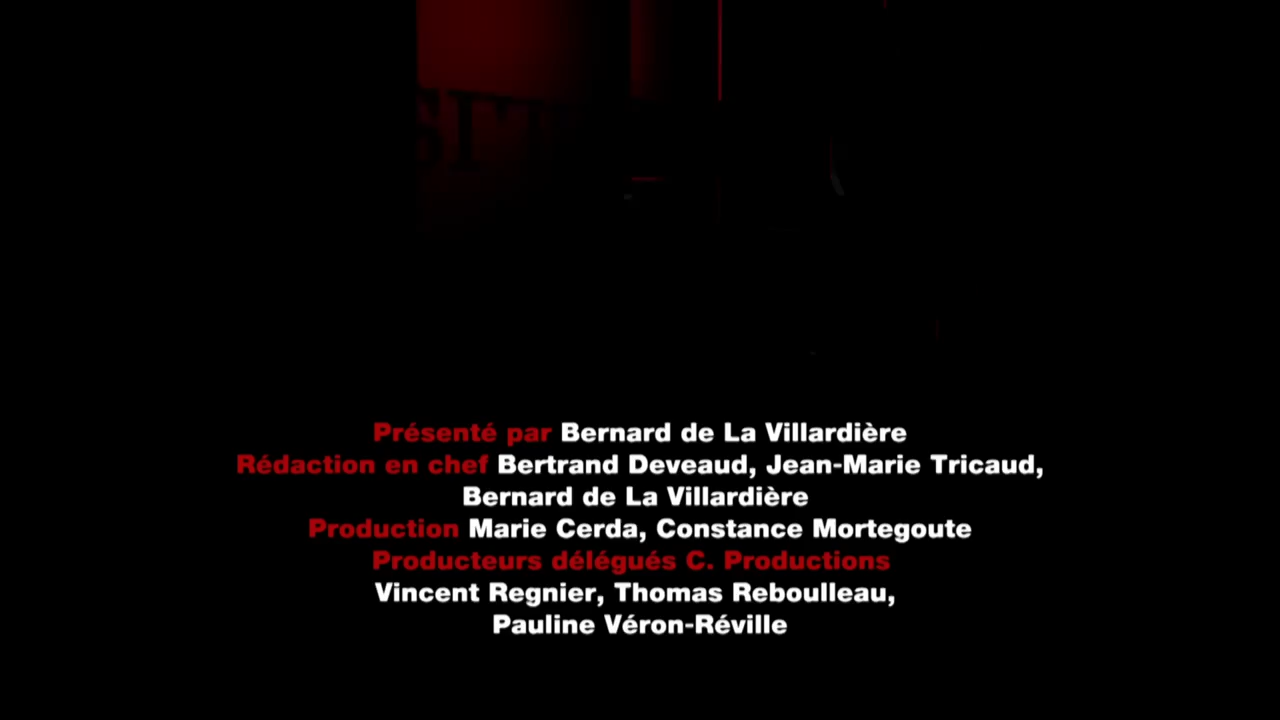 Présenté par Bernard de La Villardière
Rédaction en chef Bertrand Deveaud, Jean-Marie Tricaud,
Bernard de La Villardière
Production Marie Cerda, Constance Mortegoute
Producteurs délégués C. Productions
Vincent Regnier, Thomas Reboulleau,
Pauline Véron-Réville